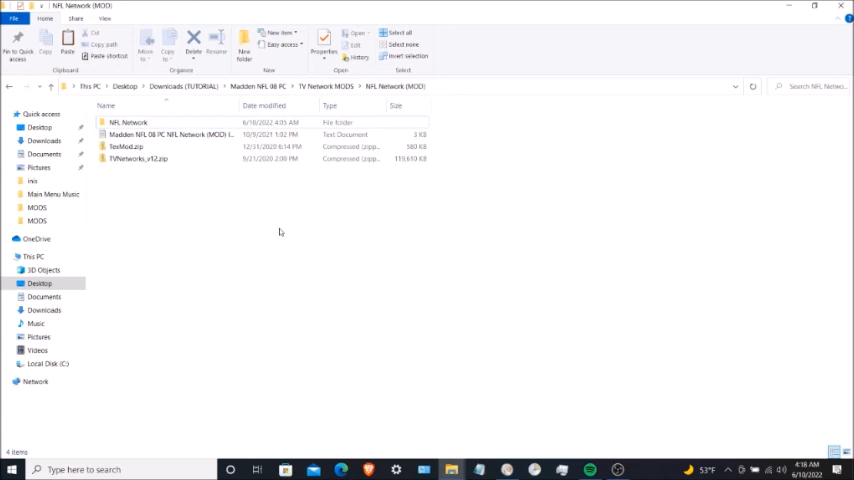 NFL Network (MOD)
File Home Share View
Pin to Quick access Copy Paste Cut Copy path Paste shortcut Move to Copy to Delete Rename New folder New item Easy access Properties Open Edit History Select all Select none Invert selection
Clipboard Organize New Open Select
This PC > Desktop > Downloads (TUTORIAL) > Madden NFL 08 PC > TV Network MODS > NFL Network (MOD) Search NFL Netwo...
Name Date modified Type Size
NFL Network 6/10/2022 4:05 AM File folder
Madden NFL 08 PC NFL Network (MOD) (... 10/9/2021 1:02 PM Text Document 3 KB
TexMod.zip 12/31/2020 6:14 PM Compressed (zipp... 580 KB
TVNetworks_v12.zip 9/21/2020 2:08 PM Compressed (zipp... 119,610 KB
Quick access
Desktop
Downloads
Documents
Pictures
inis
Main Menu Music
MODS
MODS
OneDrive
This PC
3D Objects
Desktop
Documents
Downloads
Music
Pictures
Videos
Local Disk (C:)
Network
4 items
Type here to search 53°F 4:18 AM
6/10/2022